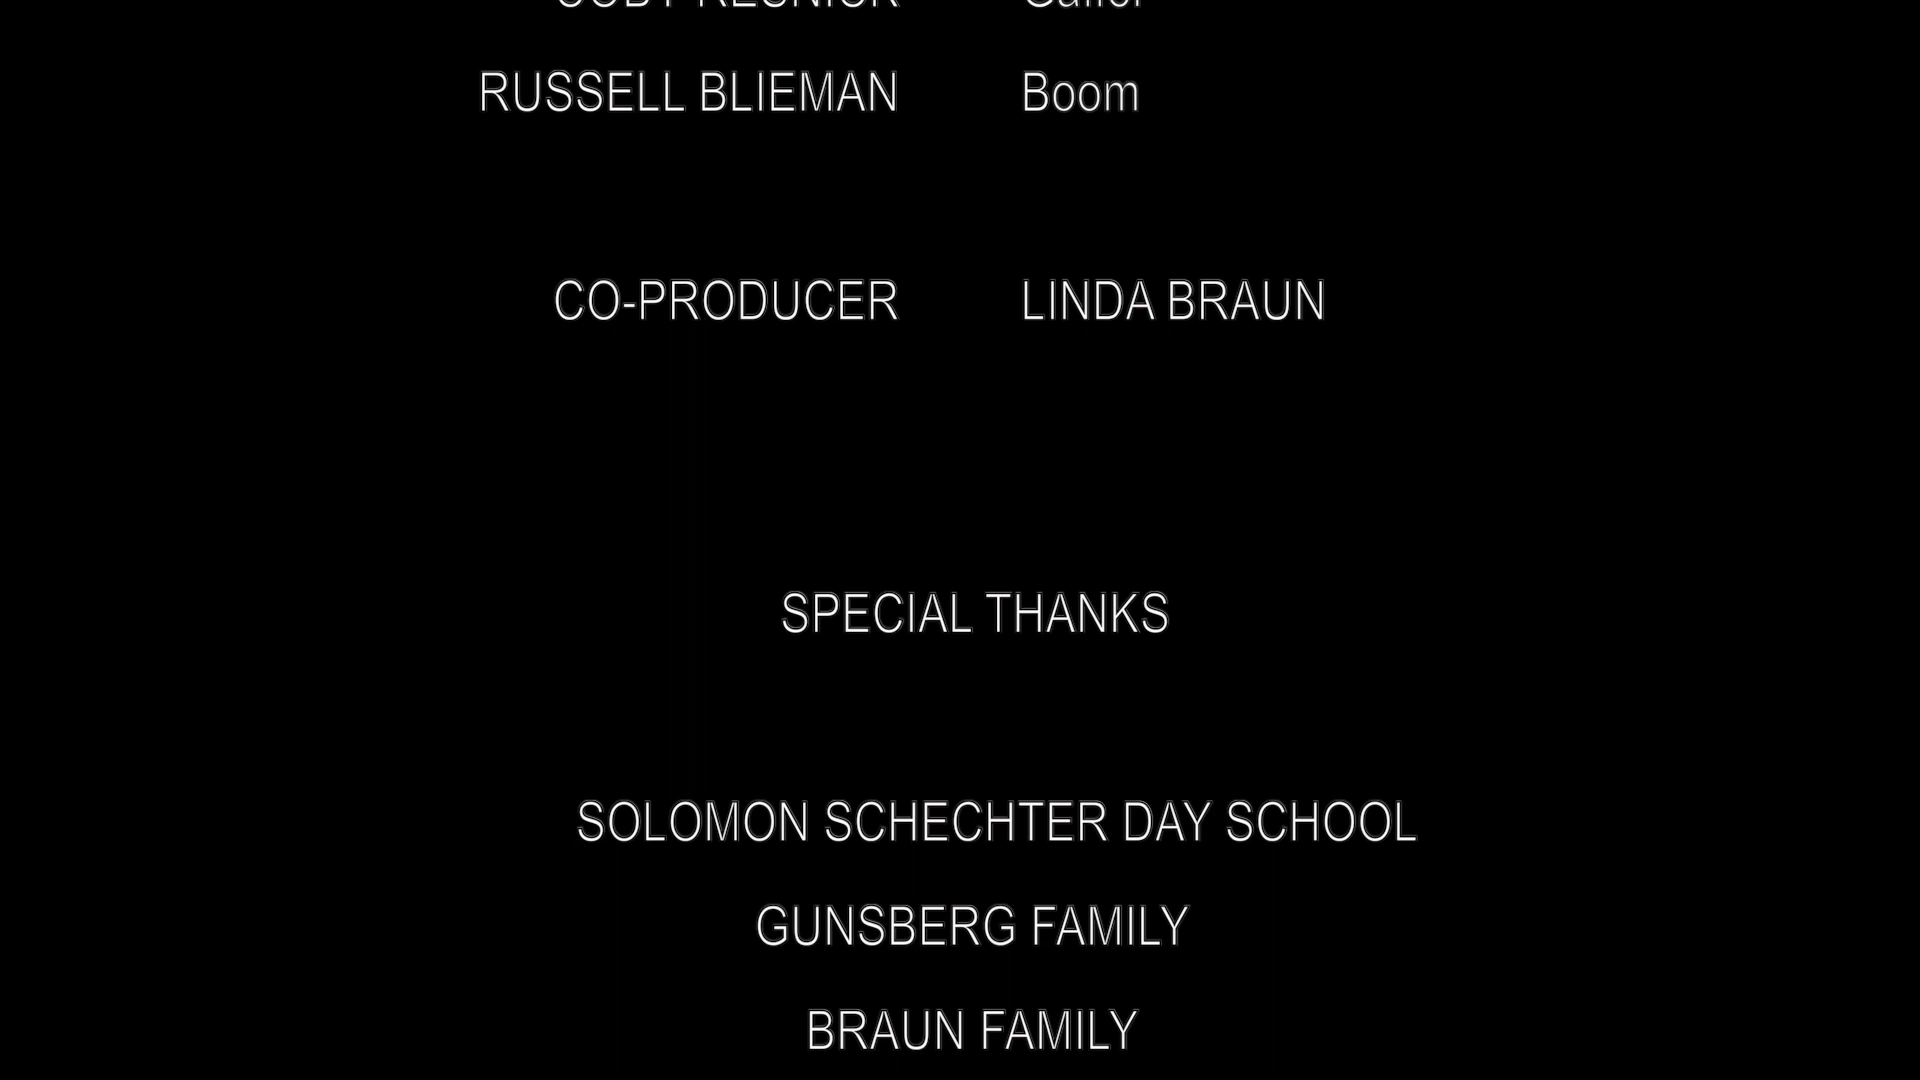 RUSSELL BLIEMAN Boom
CO-PRODUCER LINDA BRAUN
SPECIAL THANKS
SOLOMON SCHECHTER DAY SCHOOL
GUNSBERG FAMILY
BRAUN FAMILY